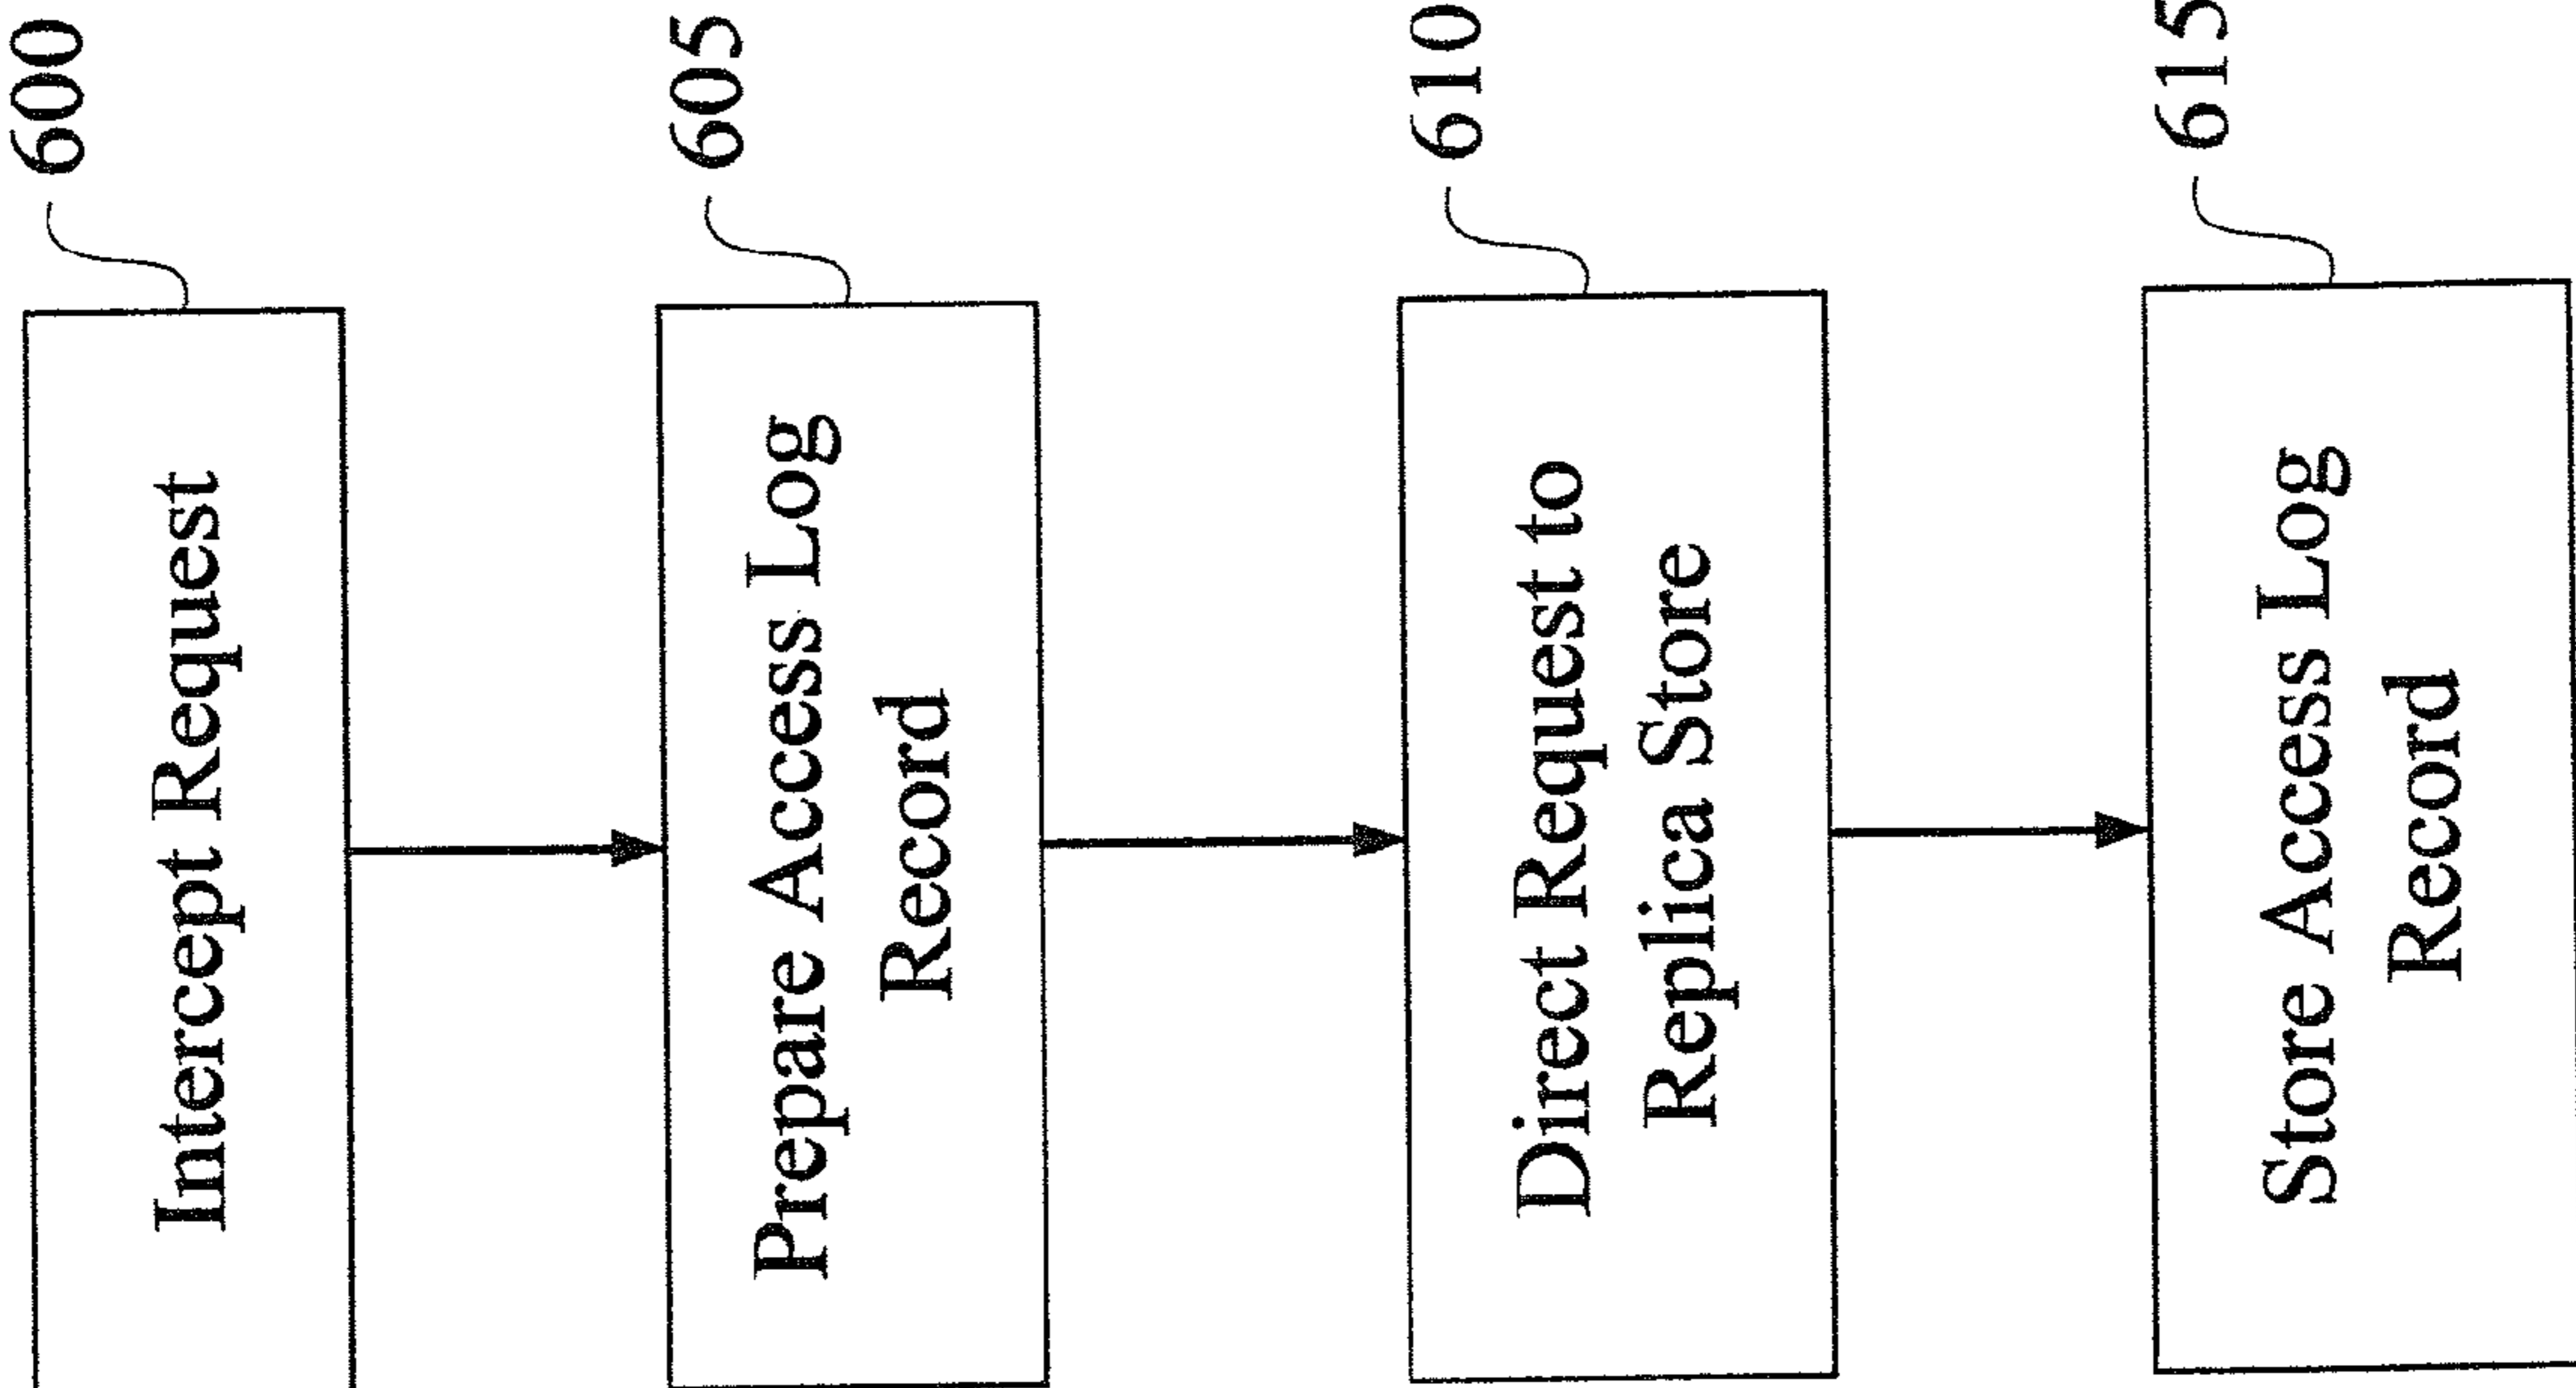 600
Intercept Request
605
Prepare Access Log
Record
610
Direct Request to
Replica Store
615
Store Access Log
Record